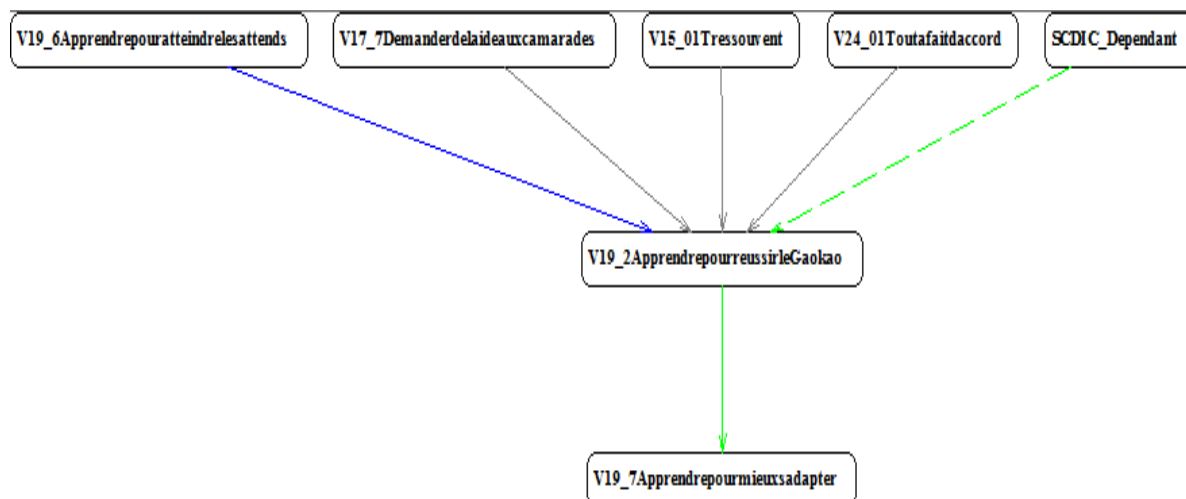 V19_6Apprendrepouratteindrelesattends
V17_7Demanderdelaideauxcamarades
V15_01Tressouvent
V24_01Toutafaitdaccord
SCDIC_Dependant
V19_2ApprendrepourreussirleGaokao
V19_7Apprendrepourmieuxsadapter